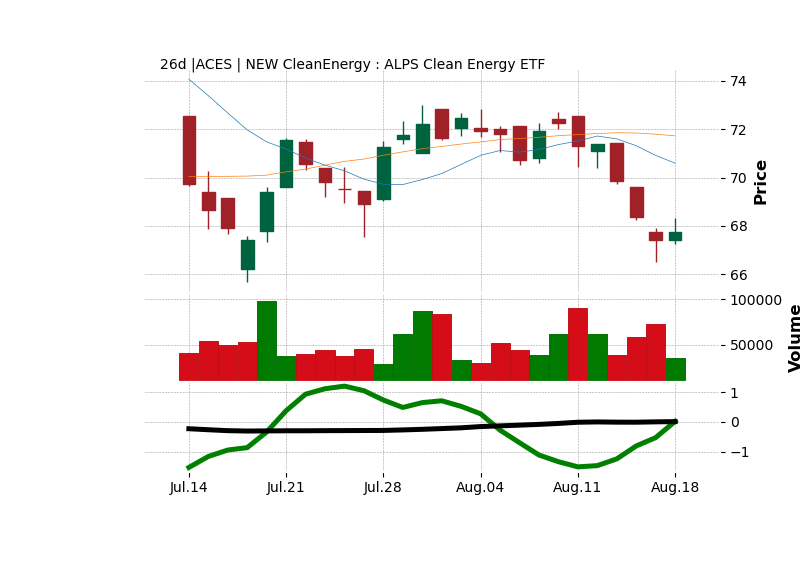 26d |ACES | NEW CleanEnergy : ALPS Clean Energy ETF
74
72
70
68
66
Price
100000
50000
Volume
1
0
−1
Jul.14 Jul.21 Jul.28 Aug.04 Aug.11 Aug.18